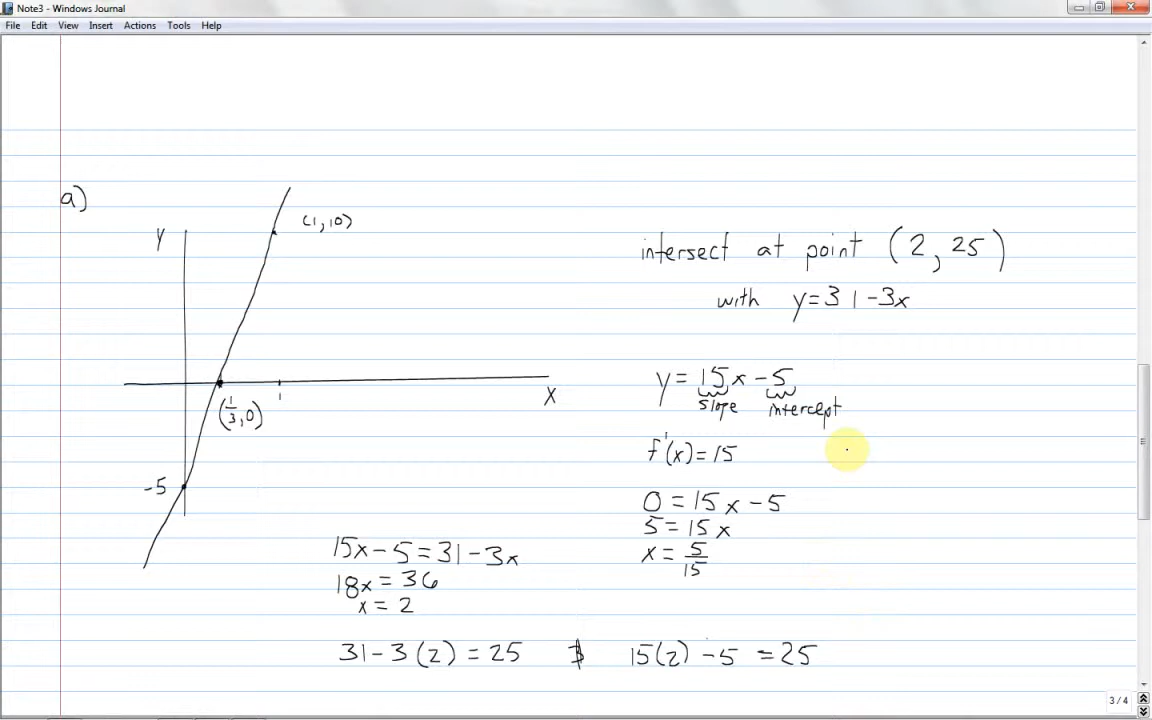 Note3 - Windows Journal
File Edit View Insert Actions Tools Help
a)
y
(1, 10)
intersect at point (2, 25)
with y=31-3x
y = 15x - 5
slope intercept
x
1
(1/3, 0)
f'(x) = 15
-5
0 = 15x - 5
5 = 15x
x = 5/15
15x - 5 = 31 - 3x
18x = 36
x = 2
31 - 3(2) = 25 15(2) - 5 = 25
3 / 4